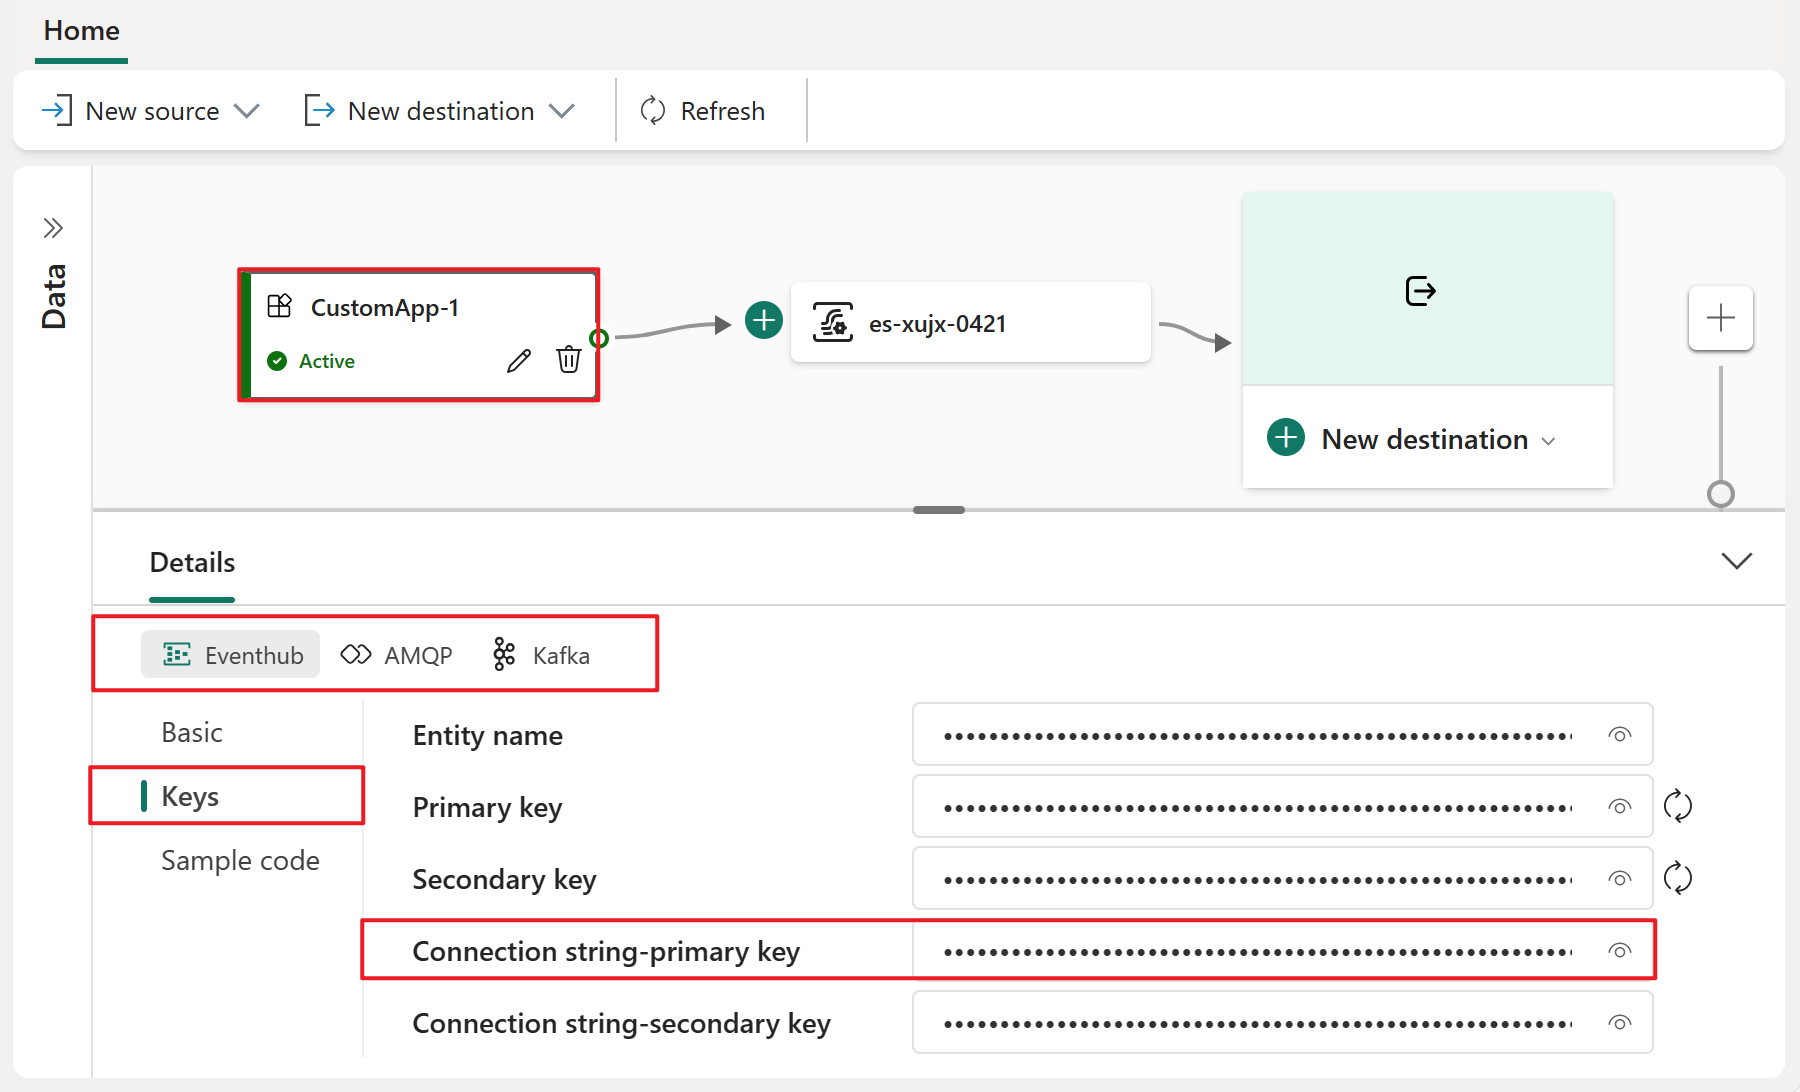 Home
New source
New destination
Refresh
Data
CustomApp-1
Active
es-xujx-0421
New destination
Details
Eventhub
AMQP
Kafka
Basic
Keys
Sample code
Entity name
Primary key
Secondary key
Connection string-primary key
Connection string-secondary key